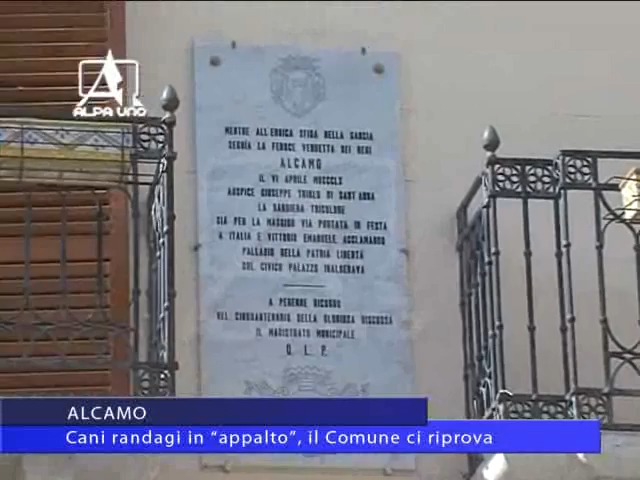 ALPA UNO
MENTRE ALL'EROICA SFIDA DELLA GANCIA
SEGUIA LA FEROCE VENDETTA DEI REGI
ALCAMO
IL VI APRILE MDCCCLX
AUSPICE GIUSEPPE TRIOLO DI SANT'ANNA
LA BANDIERA TRICOLORE
GIA PER LA MAGGIOR VIA PORTATA IN FESTA
A ITALIA E VITTORIO EMANUELE ACCLAMANDO
PALLADIO DELLA PATRIA LIBERTÀ
SUL CIVICO PALAZZO INALBERAVA
A PERENNE RICORDO
NEL CINQUANTENARIO DELLA GLORIOSA RISCOSSA
IL MAGISTRATO MUNICIPALE
Q. L. P.
ALCAMO
Cani randagi in “appalto”, il Comune ci riprova